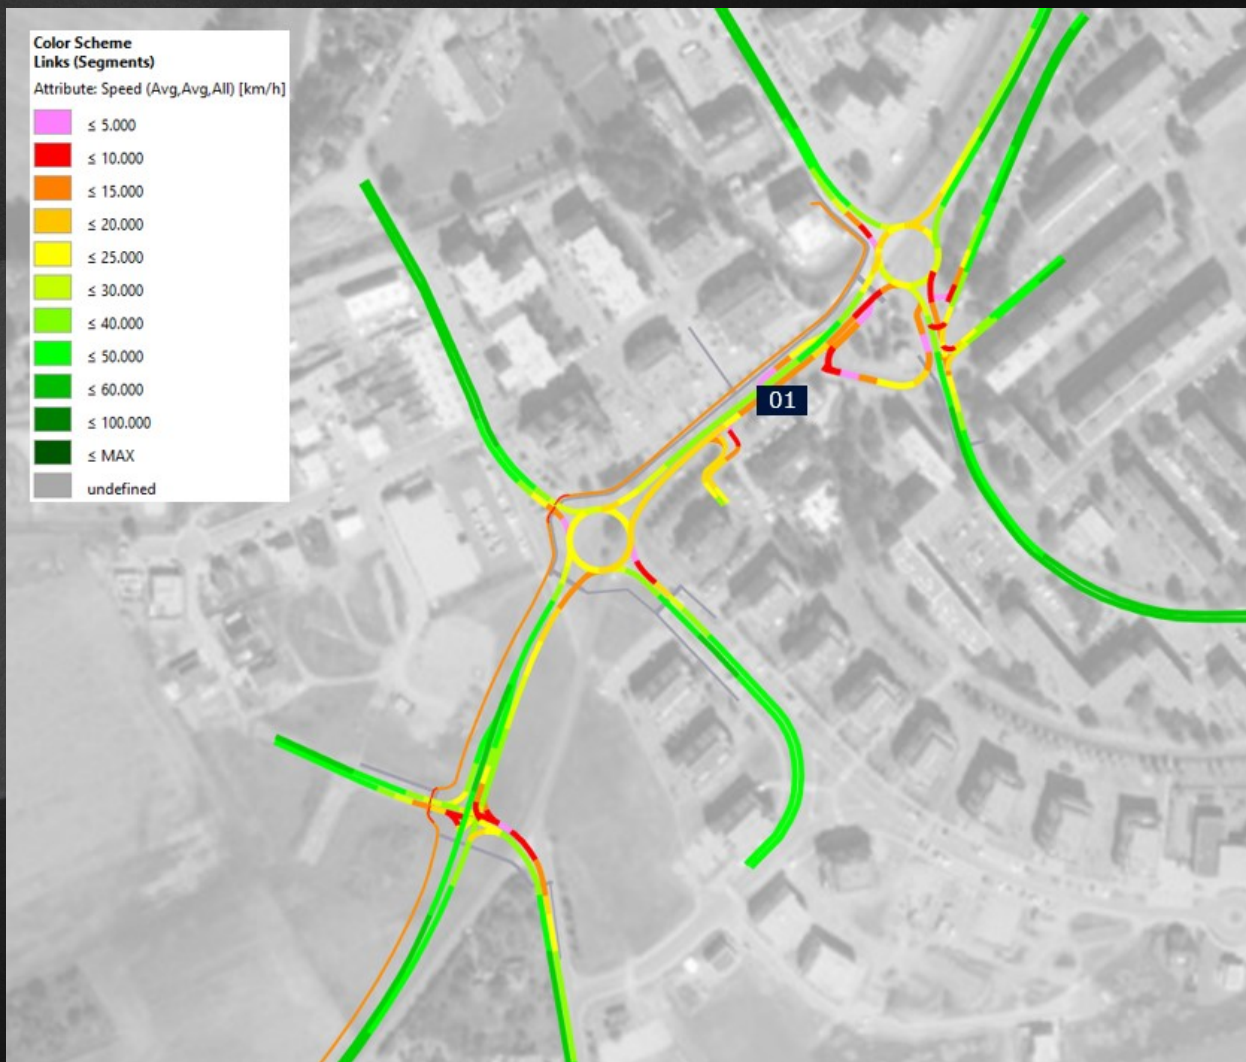 Color Scheme
Links (Segments)
Attribute: Speed (Avg,Avg,All) [km/h]
≤ 5.000
≤ 10.000
≤ 15.000
≤ 20.000
≤ 25.000
≤ 30.000
≤ 40.000
≤ 50.000
≤ 60.000
≤ 100.000
≤ MAX
undefined
01